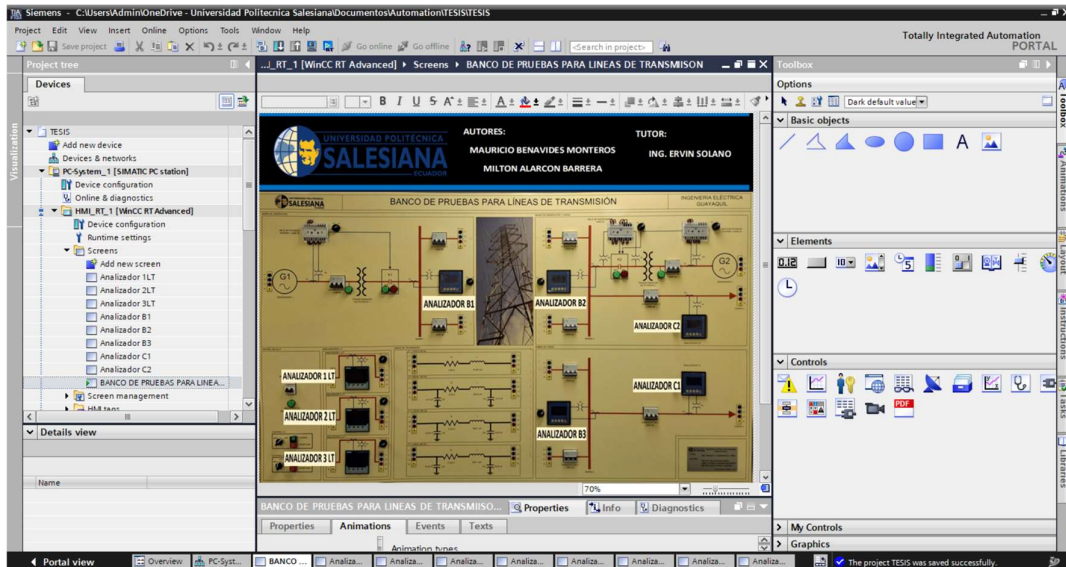 Siemens - C:\Users\Admin\OneDrive - Universidad Politecnica Salesiana\Documentos\Automation\TESIS\TESIS
Project Edit View Insert Online Options Tools Window Help
Totally Integrated Automation
PORTAL
Save project
Go online
Go offline
<Search in project>
Project tree
Devices
Visualization
TESIS
Add new device
Devices & networks
PC-System_1 [SIMATIC PC station]
Device configuration
Online & diagnostics
HMI_RT_1 [WinCC RT Advanced]
Device configuration
Runtime settings
Screens
Add new screen
Analizador 1LT
Analizador 2LT
Analizador 3LT
Analizador B1
Analizador B2
Analizador B3
Analizador C1
Analizador C2
BANCO DE PRUEBAS PARA LINEA...
Screen management
HMI tags
Details view
Name
..._RT_1 [WinCC RT Advanced] ▸ Screens ▸ BANCO DE PRUEBAS PARA LINEAS DE TRANSMISON
B I U S A
UNIVERSIDAD POLITÉCNICA
SALESIANA
ECUADOR
AUTORES:
MAURICIO BENAVIDES MONTEROS
MILTON ALARCON BARRERA
TUTOR:
ING. ERVIN SOLANO
SALESIANA
BANCO DE PRUEBAS PARA LÍNEAS DE TRANSMISIÓN
INGENIERÍA ELÉCTRICA
GUAYAQUIL
G1
G2
ANALIZADOR B1
ANALIZADOR B2
ANALIZADOR C2
ANALIZADOR 1 LT
ANALIZADOR 2 LT
ANALIZADOR 3 LT
ANALIZADOR C1
ANALIZADOR B3
70%
BANCO DE PRUEBAS PARA LINEAS DE TRANSMIISO...
Properties
Info
Diagnostics
Properties
Animations
Events
Texts
Animation types
Toolbox
Options
Dark default value
Basic objects
A
Elements
Controls
PDF
My Controls
Graphics
Toolbox
Animations
Layout
Instructions
Tasks
Libraries
Portal view
Overview
PC-Syst...
BANCO ...
Analiza...
Analiza...
Analiza...
Analiza...
Analiza...
Analiza...
Analiza...
Analiza...
The project TESIS was saved successfully.